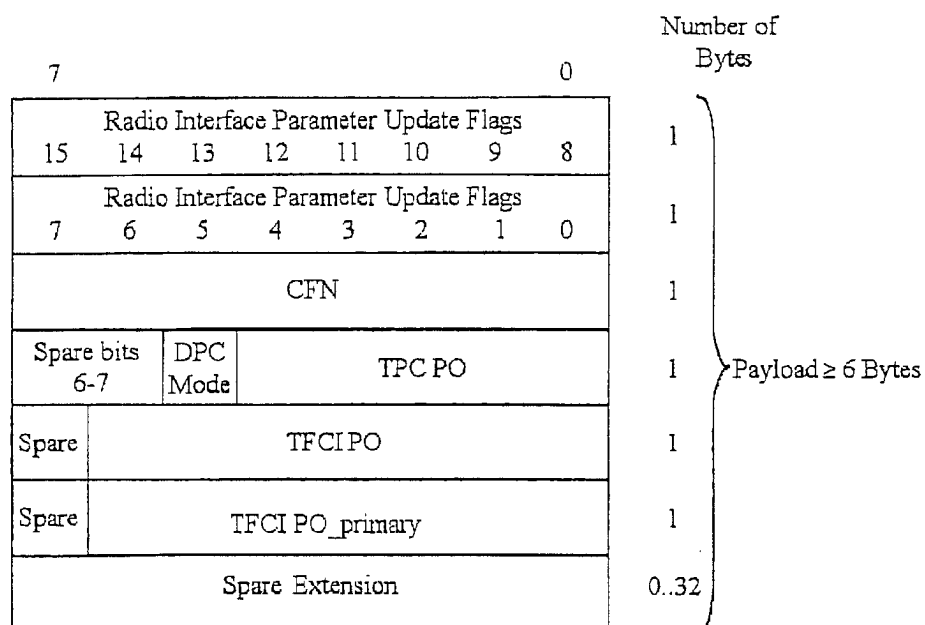 Number of
Bytes
7 0
Radio Interface Parameter Update Flags
15 14 13 12 11 10 9 8
1
Radio Interface Parameter Update Flags
7 6 5 4 3 2 1 0
1
CFN
1
Spare bits
6-7
DPC
Mode
TPC PO
1
Payload ≥ 6 Bytes
Spare
TFCI PO
1
Spare
TFCI PO_primary
1
Spare Extension
0..32